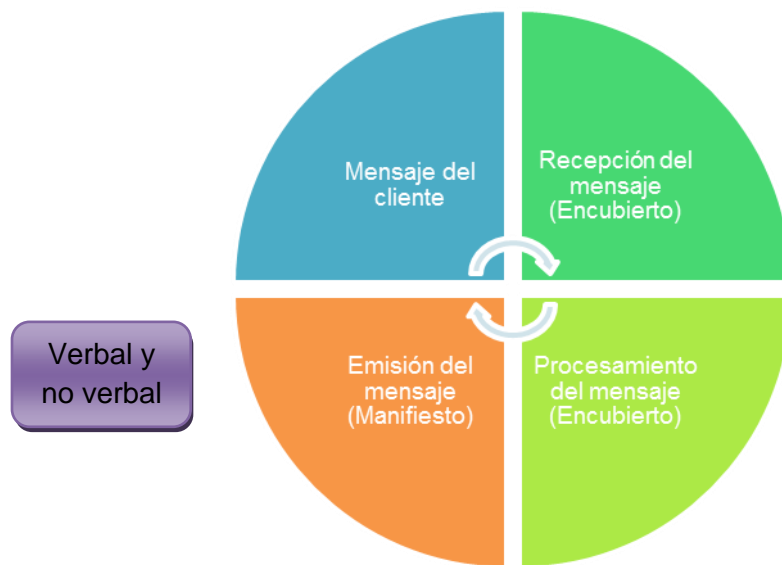 Mensaje del
cliente
Recepción del
mensaje
(Encubierto)
Verbal y
no verbal
Emisión del
mensaje
(Manifiesto)
Procesamiento
del mensaje
(Encubierto)